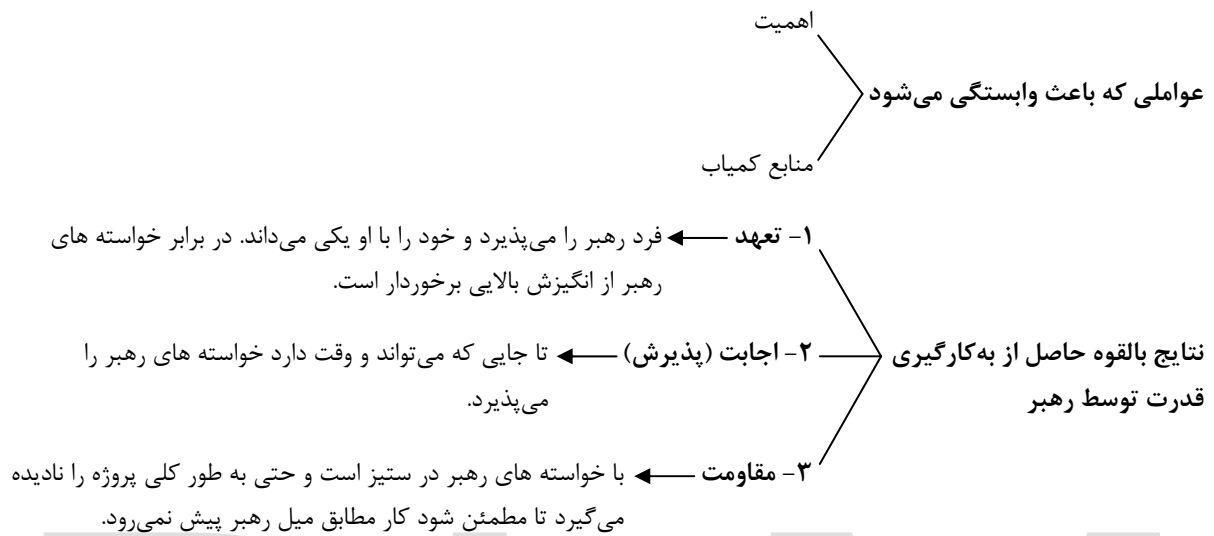 اهمیت
عواملی که باعث وابستگی می‌شود
منابع کمیاب
۱- تعهد فرد رهبر را می‌پذیرد و خود را با او یکی می‌داند. در برابر خواسته های
رهبر از انگیزش بالایی برخوردار است.
نتایج بالقوه حاصل از به‌کارگیری
قدرت توسط رهبر
۲- اجابت (پذیرش) تا جایی که می‌تواند و وقت دارد خواسته های رهبر را
می‌پذیرد.
۳- مقاومت با خواسته های رهبر در ستیز است و حتی به طور کلی پروژه را نادیده
می‌گیرد تا مطمئن شود کار مطابق میل رهبر پیش نمی‌رود.